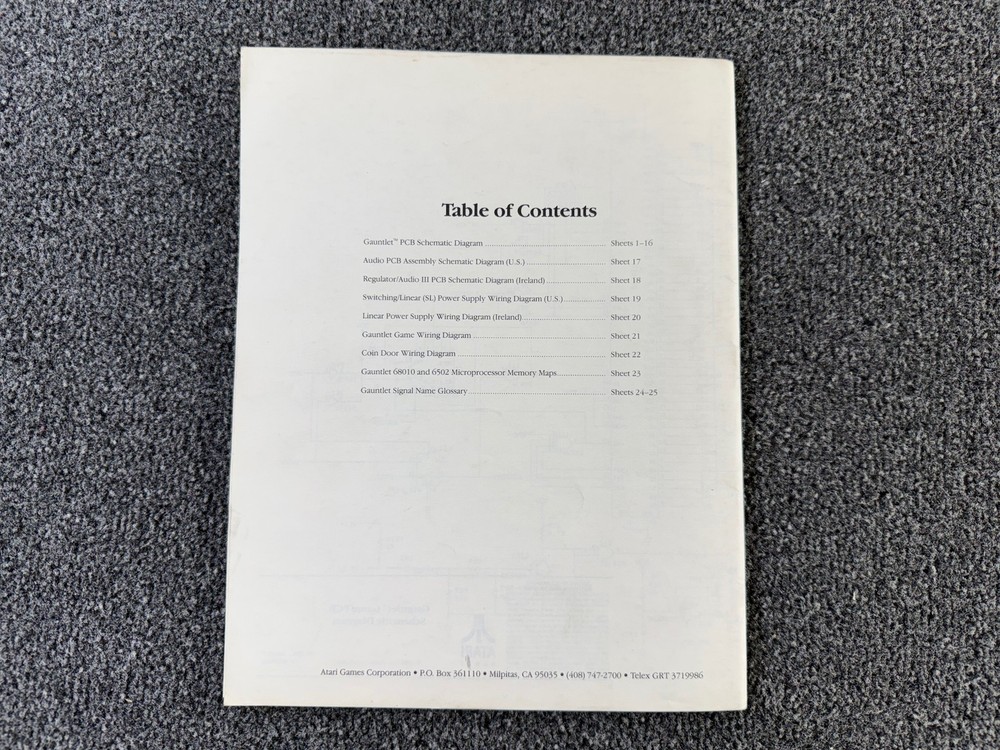 Table of Contents
Gauntlet™ PCB Schematic Diagram ........................ Sheets 1–16
Audio PCB Assembly Schematic Diagram (U.S.) ........................ Sheet 17
Regulator/Audio III PCB Schematic Diagram (Ireland) ........................ Sheet 18
Switching/Linear (SL) Power Supply Wiring Diagram (U.S.) ........................ Sheet 19
Linear Power Supply Wiring Diagram (Ireland) ........................ Sheet 20
Gauntlet Game Wiring Diagram ........................ Sheet 21
Coin Door Wiring Diagram ........................ Sheet 22
Gauntlet 68010 and 6502 Microprocessor Memory Maps ........................ Sheet 23
Gauntlet Signal Name Glossary ........................ Sheets 24–25
Atari Games Corporation • P.O. Box 361110 • Milpitas, CA 95035 • (408) 747-2700 • Telex GRT 3719986